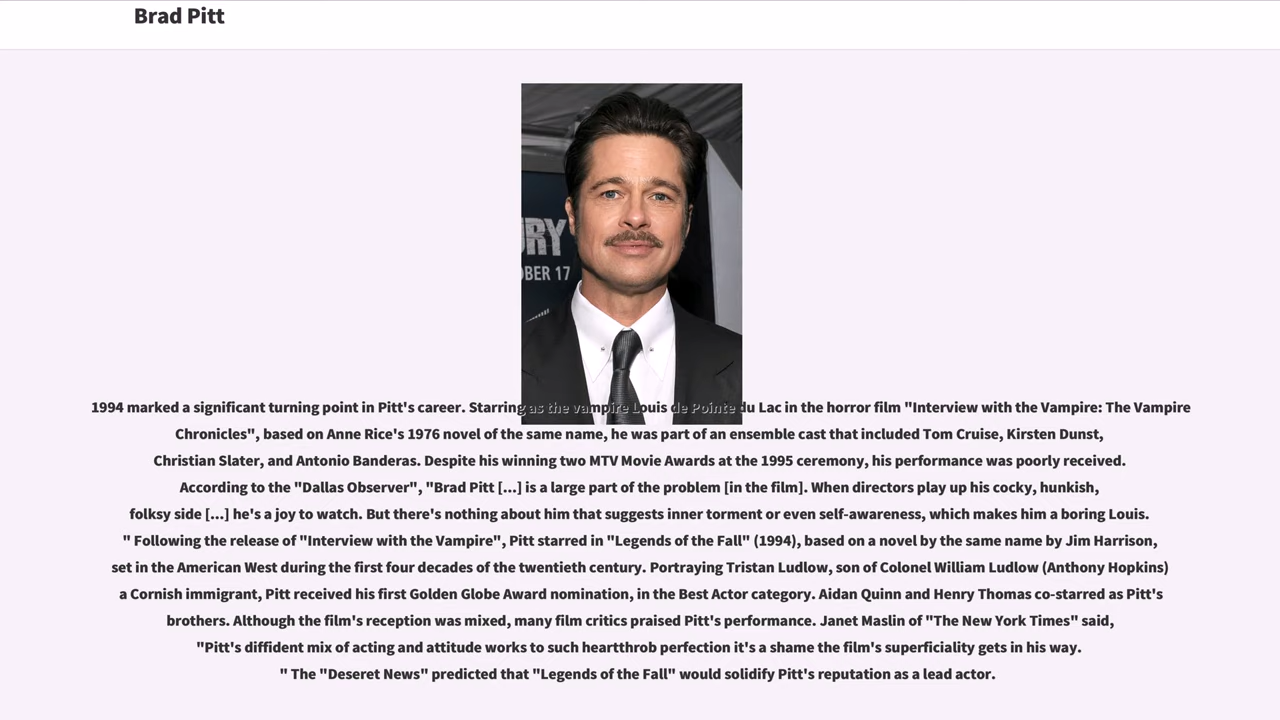 Brad Pitt
URY
OBER 17
1994 marked a significant turning point in Pitt's career. Starring as the vampire Louis de Pointe du Lac in the horror film "Interview with the Vampire: The Vampire
Chronicles", based on Anne Rice's 1976 novel of the same name, he was part of an ensemble cast that included Tom Cruise, Kirsten Dunst,
Christian Slater, and Antonio Banderas. Despite his winning two MTV Movie Awards at the 1995 ceremony, his performance was poorly received.
According to the "Dallas Observer", "Brad Pitt [...] is a large part of the problem [in the film]. When directors play up his cocky, hunkish,
folksy side [...] he's a joy to watch. But there's nothing about him that suggests inner torment or even self-awareness, which makes him a boring Louis.
" Following the release of "Interview with the Vampire", Pitt starred in "Legends of the Fall" (1994), based on a novel by the same name by Jim Harrison,
set in the American West during the first four decades of the twentieth century. Portraying Tristan Ludlow, son of Colonel William Ludlow (Anthony Hopkins)
a Cornish immigrant, Pitt received his first Golden Globe Award nomination, in the Best Actor category. Aidan Quinn and Henry Thomas co-starred as Pitt's
brothers. Although the film's reception was mixed, many film critics praised Pitt's performance. Janet Maslin of "The New York Times" said,
"Pitt's diffident mix of acting and attitude works to such heartthrob perfection it's a shame the film's superficiality gets in his way.
" The "Deseret News" predicted that "Legends of the Fall" would solidify Pitt's reputation as a lead actor.